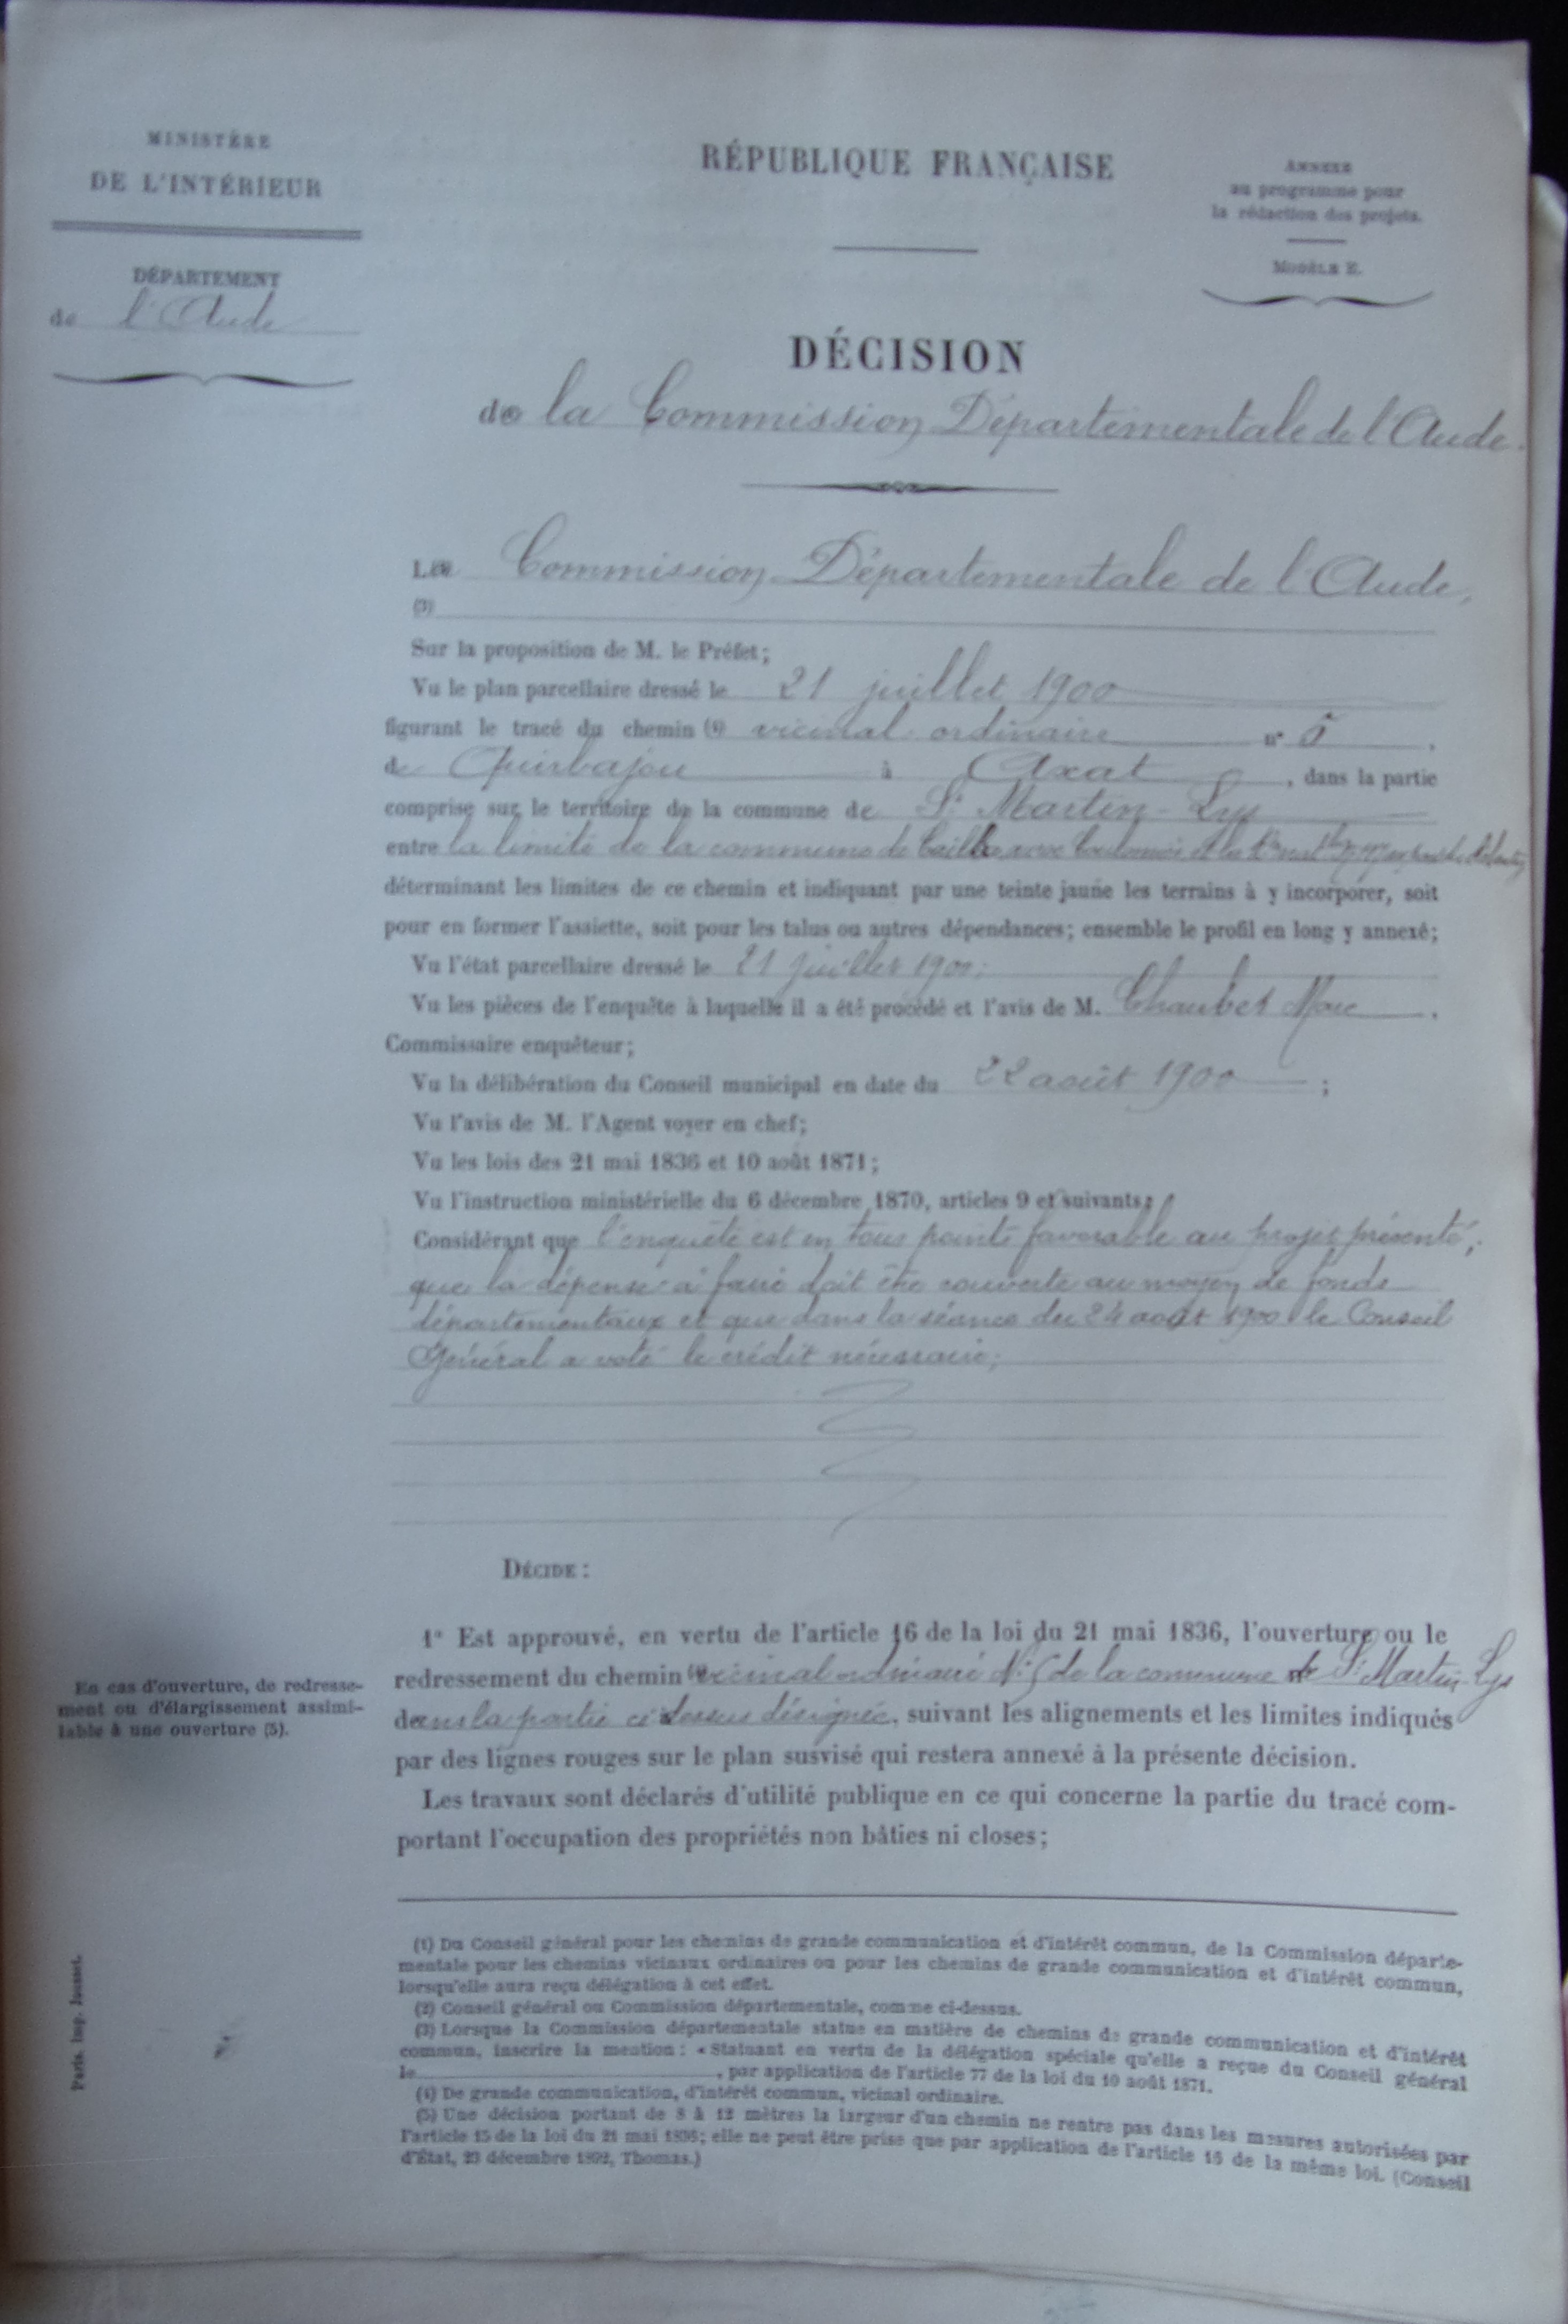 MINISTÈRE
DE L'INTÉRIEUR
DÉPARTEMENT
de l'Aude
RÉPUBLIQUE FRANÇAISE
ANNEXE
au programme pour
la rédaction des projets.
MODÈLE E.
DÉCISION
de la Commission Départementale de l'Aude.
La Commission Départementale de l'Aude,
(3)
Sur la proposition de M. le Préfet;
Vu le plan parcellaire dressé le 21 juillet 1900
figurant le tracé du chemin (4) vicinal ordinaire n° 5,
de Quirbajou à Axat, dans la partie
comprise sur le territoire de la commune de St Martin-Lys
entre la limite de la commune de
déterminant les limites de ce chemin et indiquant par une teinte jaune les terrains à y incorporer, soit
pour en former l'assiette, soit pour les talus ou autres dépendances; ensemble le profil en long y annexé;
Vu l'état parcellaire dressé le 21 juillet 1900;
Vu les pièces de l'enquête à laquelle il a été procédé et l'avis de M. Chaubet Marc.
Commissaire enquêteur;
Vu la délibération du Conseil municipal en date du 22 août 1900;
Vu l'avis de M. l'Agent voyer en chef;
Vu les lois des 21 mai 1836 et 10 août 1871;
Vu l'instruction ministérielle du 6 décembre 1870, articles 9 et suivants;
Considérant que l'enquête est en tous points favorable au projet présenté;
que la dépense à faire doit être couverte au moyen de fonds
départementaux et que dans la séance du 24 août 1900 le Conseil
Général a voté le crédit nécessaire;
DÉCIDE :
1° Est approuvé, en vertu de l'article 16 de la loi du 21 mai 1836, l'ouverture ou le
redressement du chemin (4) vicinal ordinaire N° 5 de la commune de St Martin-Lys
dans la partie ci dessus désignée, suivant les alignements et les limites indiqués
par des lignes rouges sur le plan susvisé qui restera annexé à la présente décision.
Les travaux sont déclarés d'utilité publique en ce qui concerne la partie du tracé com-
portant l'occupation des propriétés non bâties ni closes;
En cas d'ouverture, de redresse-
ment ou d'élargissement assimi-
lable à une ouverture (5).
(1) Du Conseil général pour les chemins de grande communication et d'intérêt commun, de la Commission départe-
mentale pour les chemins vicinaux ordinaires ou pour les chemins de grande communication et d'intérêt commun,
lorsqu'elle aura reçu délégation à cet effet.
(2) Conseil général ou Commission départementale, comme ci-dessus.
(3) Lorsque la Commission départementale statue en matière de chemins de grande communication et d'intérêt
commun, inscrire la mention : « Statuant en vertu de la délégation spéciale qu'elle a reçue du Conseil général
le , par application de l'article 77 de la loi du 10 août 1871.
(4) De grande communication, d'intérêt commun, vicinal ordinaire.
(5) Une décision portant de 8 à 12 mètres la largeur d'un chemin ne rentre pas dans les mesures autorisées par
l'article 15 de la loi du 21 mai 1836; elle ne peut être prise que par application de l'article 16 de la même loi. (Conseil
d'État, 23 décembre 1892, Thomas.)
Paris. Imp. Jousset.